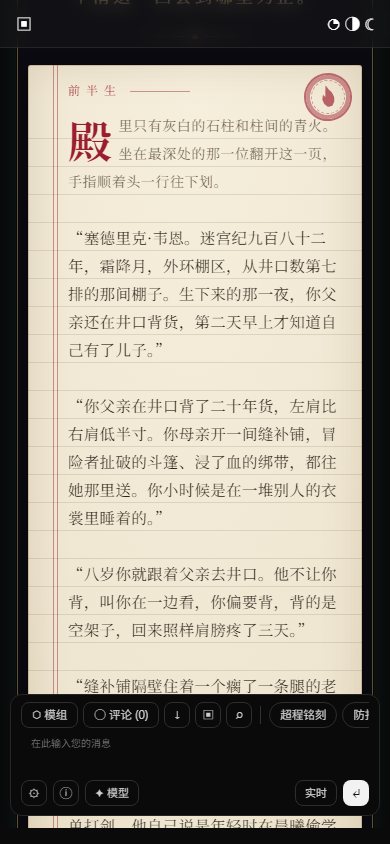 前半生
殿里只有灰白的石柱和柱间的青火。
坐在最深处的那一位翻开这一页，
手指顺着头一行往下划。
“塞德里克·韦恩。迷宫纪九百八十二
年，霜降月，外环棚区，从井口数第七
排的那间棚子。生下来的那一夜，你父
亲还在井口背货，第二天早上才知道自
己有了儿子。”
“你父亲在井口背了二十年货，左肩比
右肩低半寸。你母亲开一间缝补铺，冒
险者扯破的斗篷、浸了血的绷带，都往
她那里送。你小时候是在一堆别人的衣
裳里睡着的。”
“八岁你就跟着父亲去井口。他不让你
背，叫你在一边看，你偏要背，背的是
空架子，回来照样肩膀疼了三天。”
“缝补铺隔壁住着一个瘸了一条腿的老
模组
评论 (0)
超程铭刻
在此输入您的消息
模型
实时